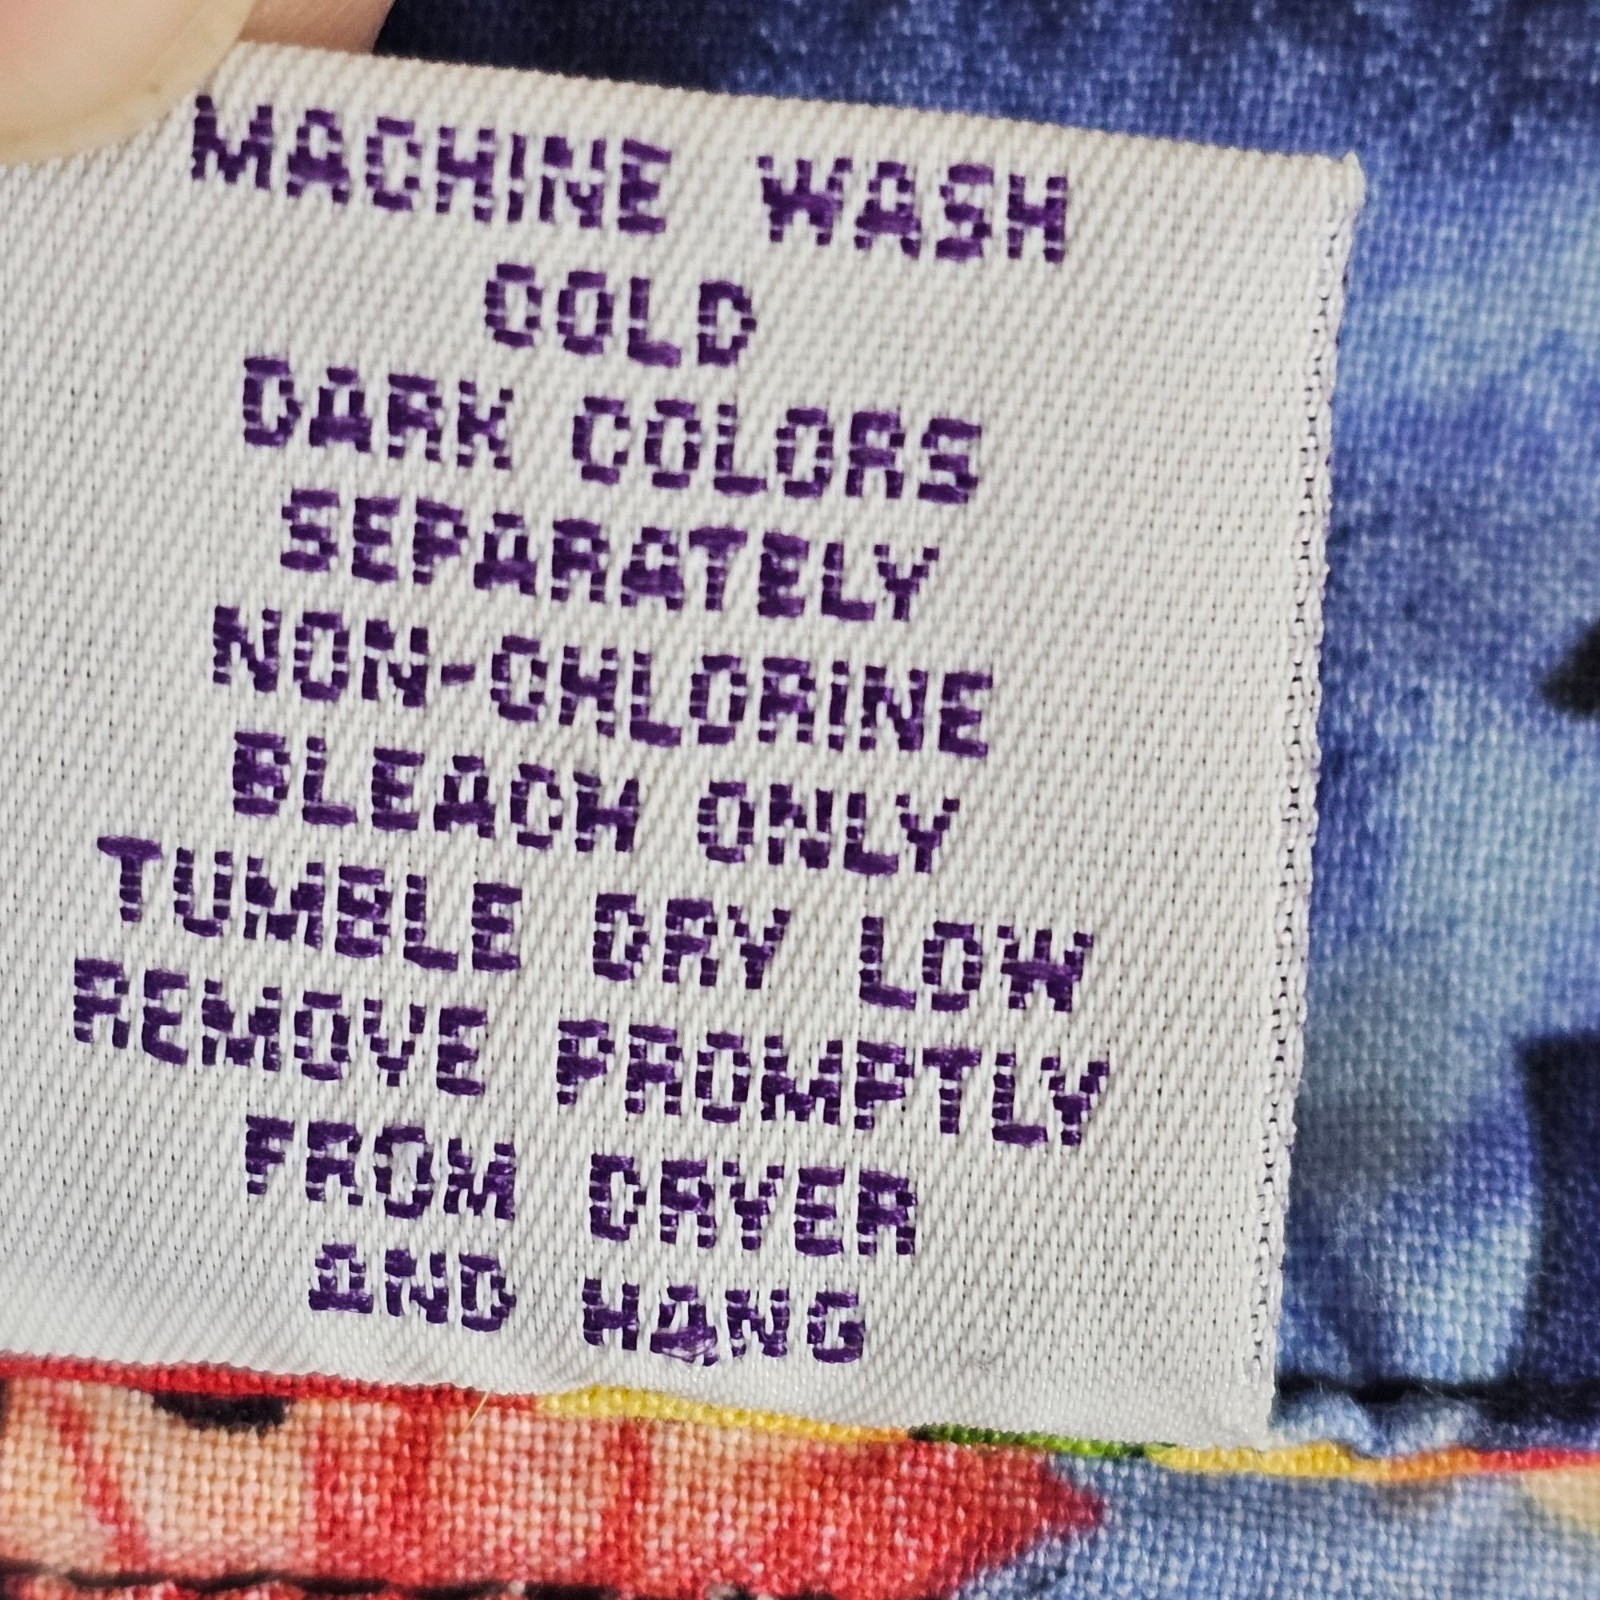 MACHINE WASH
COLD
DARK COLORS
SEPARATELY
NON-CHLORINE
BLEACH ONLY
TUMBLE DRY LOW
REMOVE PROMPTLY
FROM DRYER
AND HANG